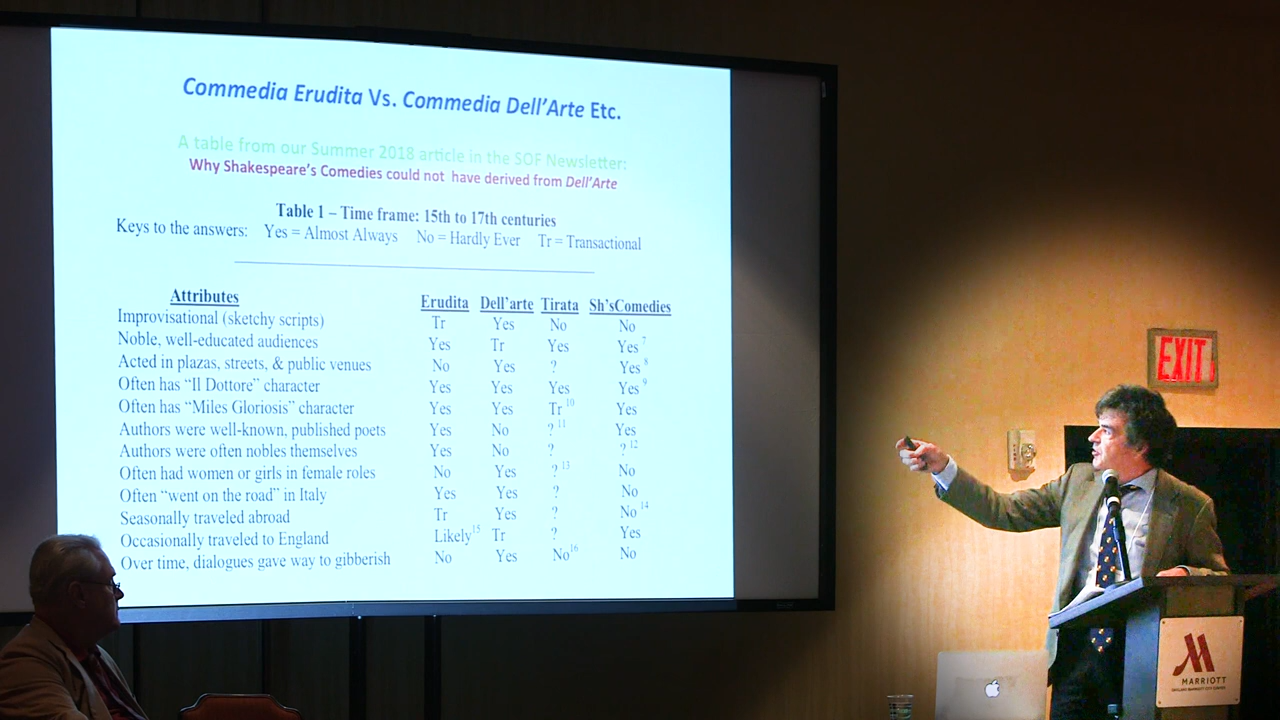 Commedia Erudita Vs. Commedia Dell'Arte Etc.
A table from our Summer 2018 article in the SOF Newsletter:
Why Shakespeare's Comedies could not have derived from Dell'Arte
Table 1 – Time frame: 15th to 17th centuries
Keys to the answers: Yes = Almost Always No = Hardly Ever Tr = Transactional
Attributes Erudita Dell'arte Tirata Sh'sComedies
Improvisational (sketchy scripts) Tr Yes No No
Noble, well-educated audiences Yes Tr Yes Yes 7
Acted in plazas, streets, & public venues No Yes ? Yes 8
Often has "Il Dottore" character Yes Yes Yes Yes 9
Often has "Miles Gloriosis" character Yes Yes Tr 10 Yes
Authors were well-known, published poets Yes No ? 11 Yes
Authors were often nobles themselves Yes No ? ? 12
Often had women or girls in female roles No Yes ? 13 No
Often "went on the road" in Italy Yes Yes ? No
Seasonally traveled abroad Tr Yes ? No 14
Occasionally traveled to England Likely15 Tr ? Yes
Over time, dialogues gave way to gibberish No Yes No16 No
EXIT
MARRIOTT